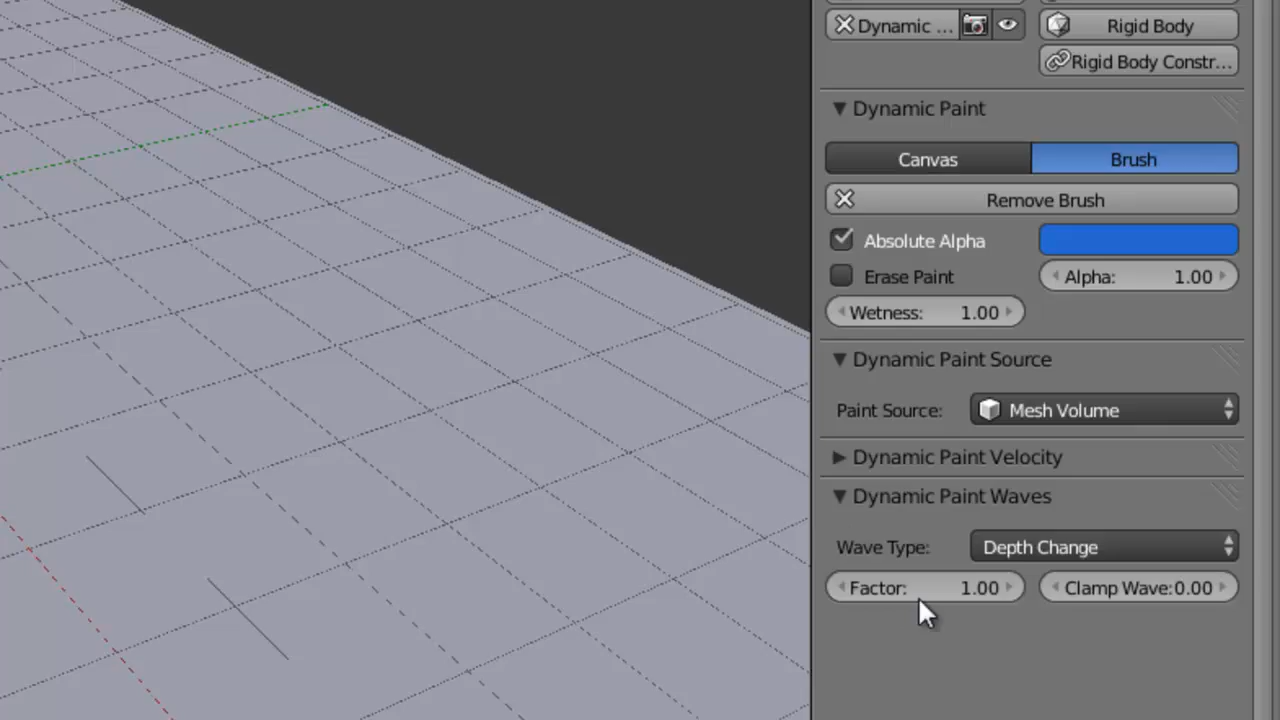 Dynamic ... Rigid Body
Rigid Body Constr...
Dynamic Paint
Canvas Brush
Remove Brush
Absolute Alpha
Erase Paint Alpha: 1.00
Wetness: 1.00
Dynamic Paint Source
Paint Source: Mesh Volume
Dynamic Paint Velocity
Dynamic Paint Waves
Wave Type: Depth Change
Factor: 1.00 Clamp Wave: 0.00